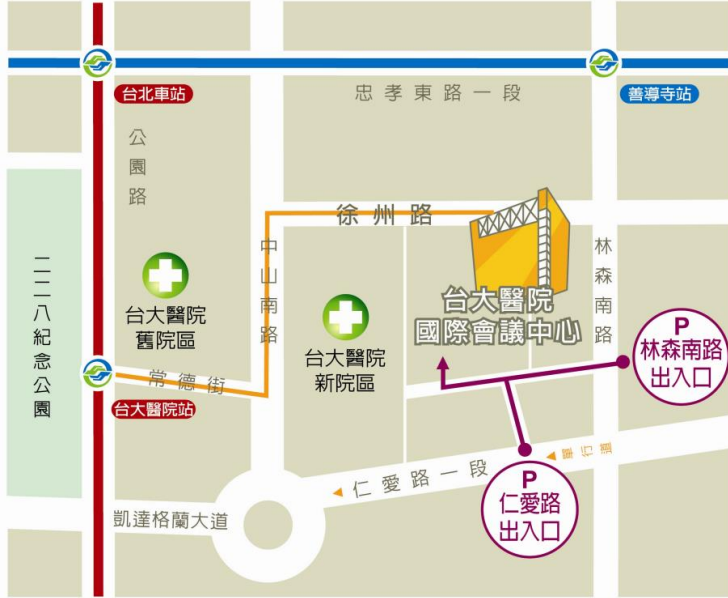 台北車站
忠孝東路一段
善導寺站
公園路
徐州路
中山南路
林森南路
二二八紀念公園
台大醫院
舊院區
台大醫院
新院區
台大醫院
國際會議中心
P
林森南路
出入口
常德街
台大醫院站
仁愛路一段
單行道
P
仁愛路
出入口
凱達格蘭大道